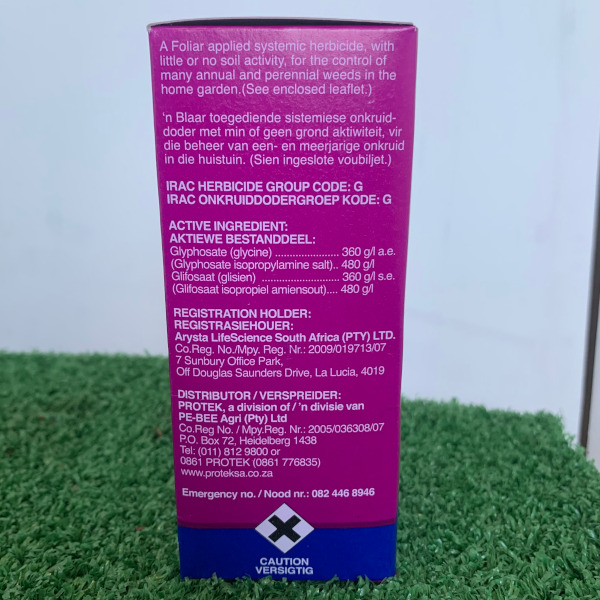 A Foliar applied systemic herbicide, with
little or no soil activity, for the control of
many annual and perennial weeds in the
home garden.(See enclosed leaflet.)
'n Blaar toegediende sistemiese onkruid-
doder met min of geen grond aktiwiteit, vir
die beheer van een- en meerjarige onkruid
in die huistuin. (Sien ingeslote voubiljet.)
IRAC HERBICIDE GROUP CODE: G
IRAC ONKRUIDDODERGROEP KODE: G
ACTIVE INGREDIENT:
AKTIEWE BESTANDDEEL:
Glyphosate (glycine) ...................... 360 g/l a.e.
(Glyphosate isopropylamine salt).. 480 g/l
Glifosaat (glisien) ........................... 360 g/l s.e.
(Glifosaat isopropiel amiensout).... 480 g/l
REGISTRATION HOLDER:
REGISTRASIEHOUER:
Arysta LifeScience South Africa (PTY) LTD.
Co.Reg. No./Mpy. Reg. Nr.: 2009/019713/07
7 Sunbury Office Park,
Off Douglas Saunders Drive, La Lucia, 4019
DISTRIBUTOR / VERSPREIDER:
PROTEK, a division of / 'n divisie van
PE-BEE Agri (Pty) Ltd
Co.Reg No. / Mpy.Reg. Nr.: 2005/036308/07
P.O. Box 72, Heidelberg 1438
Tel: (011) 812 9800 or
0861 PROTEK (0861 776835)
www.proteksa.co.za
Emergency no. / Nood nr.: 082 446 8946
CAUTION
VERSIGTIG